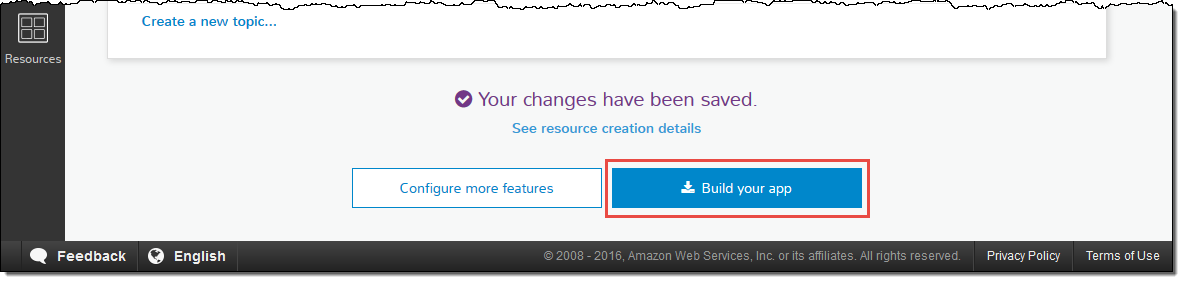 Create a new topic...
Resources
Your changes have been saved.
See resource creation details
Configure more features
Build your app
Feedback
English
© 2008 - 2016, Amazon Web Services, Inc. or its affiliates. All rights reserved.
Privacy Policy
Terms of Use